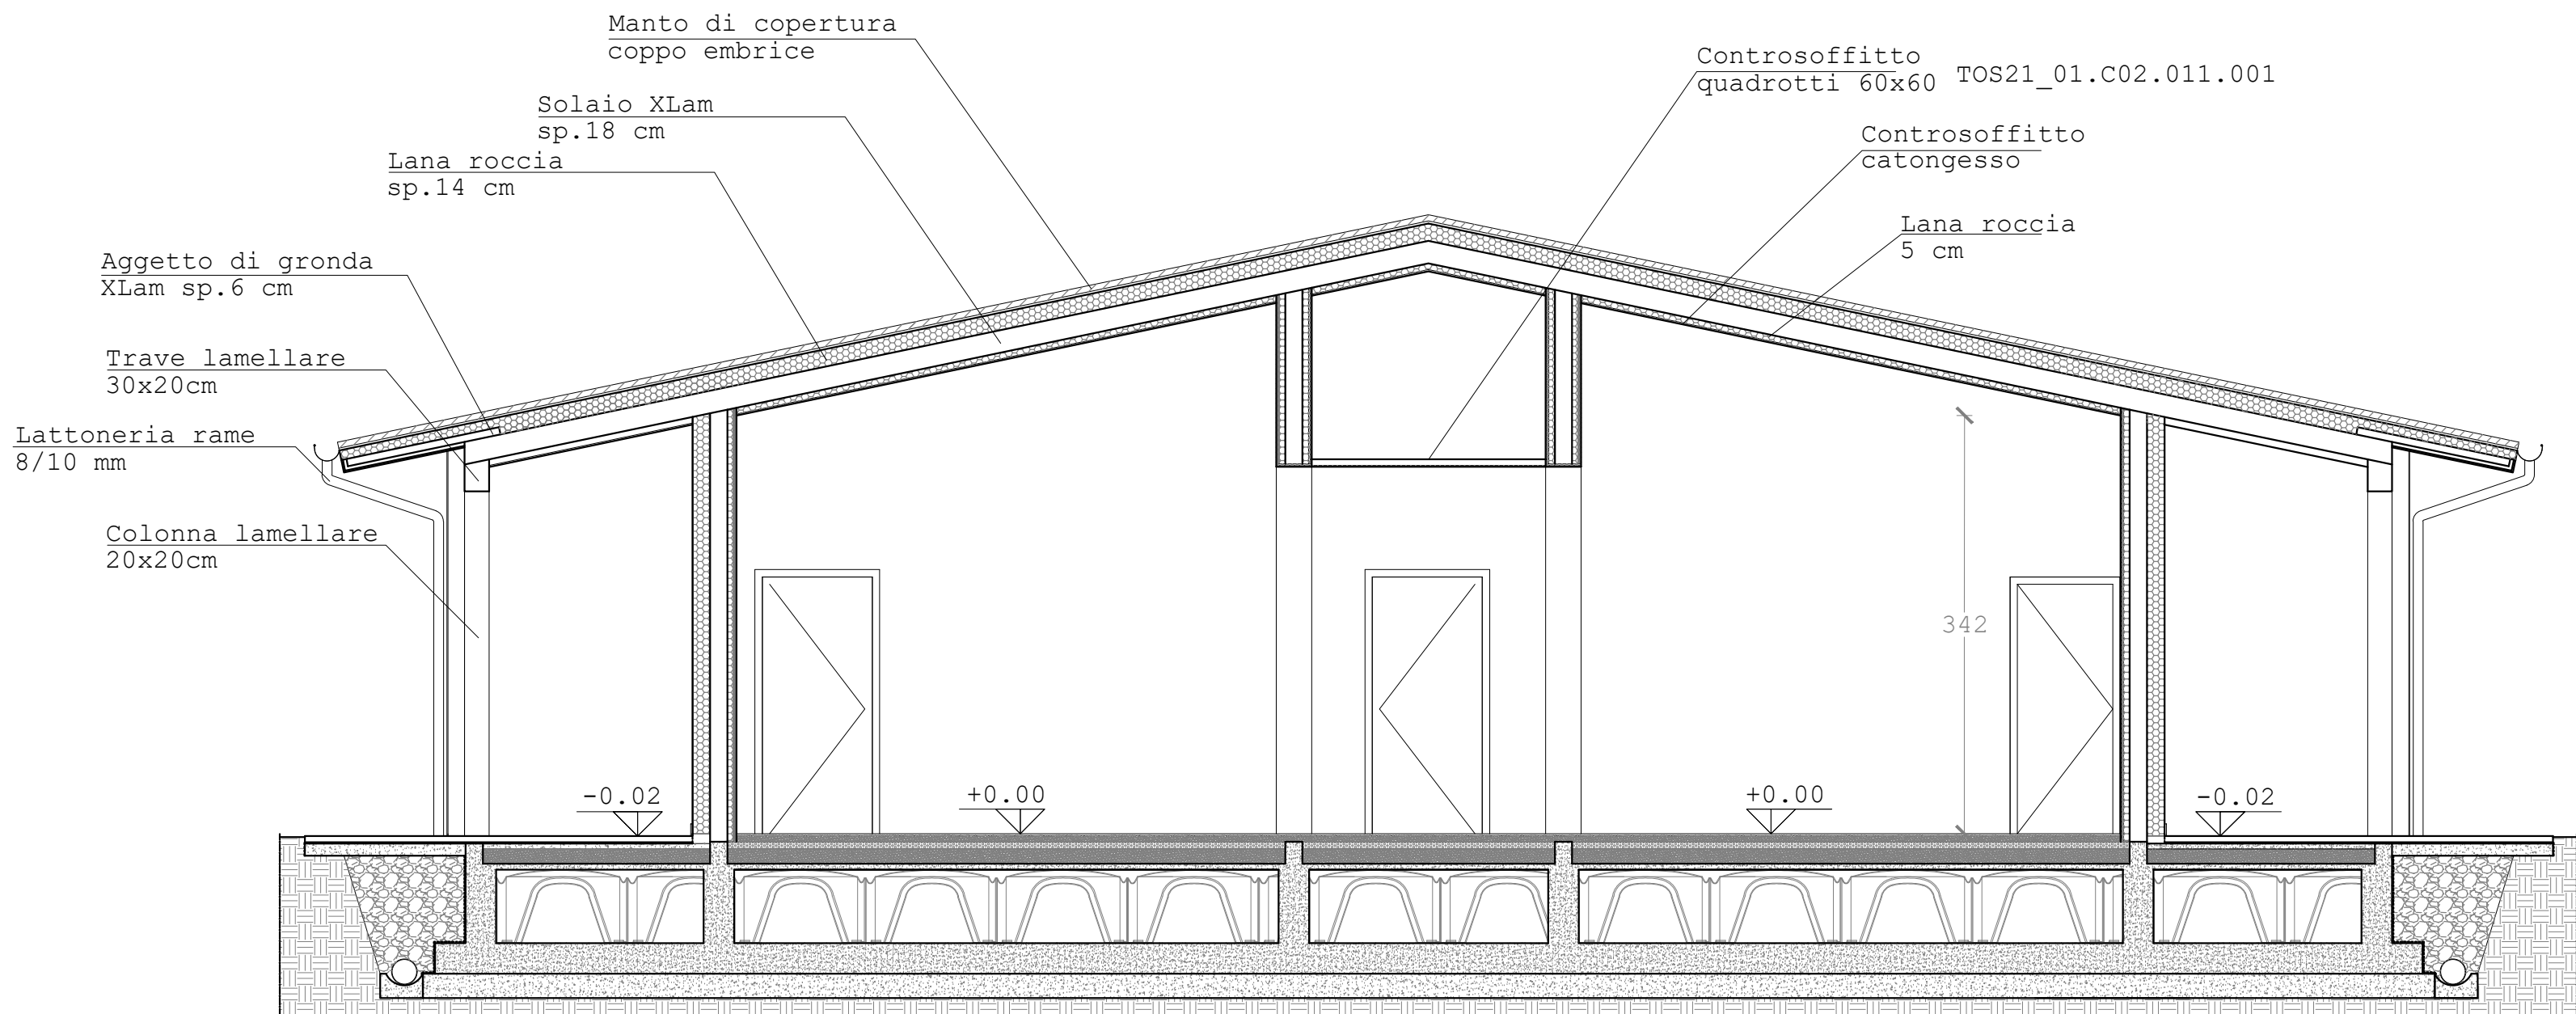 Manto di copertura
coppo embrice
Controsoffitto
quadrotti 60x60 TOS21_01.C02.011.001
Solaio XLam
sp.18 cm
Controsoffitto
catongesso
Lana roccia
sp.14 cm
Lana roccia
5 cm
Aggetto di gronda
XLam sp.6 cm
Trave lamellare
30x20cm
Lattoneria rame
8/10 mm
Colonna lamellare
20x20cm
342
-0.02
+0.00
+0.00
-0.02